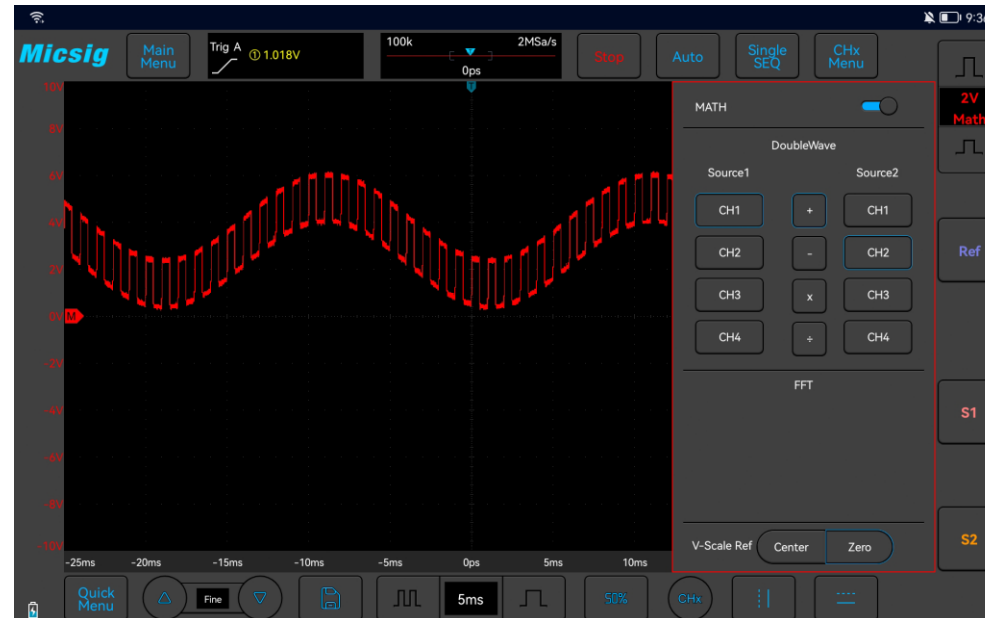 9:36
Micsig
Main Menu
Trig A ① 1.018V
100k 2MSa/s
0ps
Stop
Auto
Single SEQ
CHx Menu
10V
8V
6V
4V
2V
0V M
-2V
-4V
-6V
-8V
-10V
-25ms -20ms -15ms -10ms -5ms 0ps 5ms 10ms
MATH
DoubleWave
Source1 Source2
CH1 + CH1
CH2 - CH2
CH3 x CH3
CH4 ÷ CH4
FFT
V-Scale Ref Center Zero
2V
Math
Ref
S1
S2
Quick Menu
Fine
5ms
50%
CHx